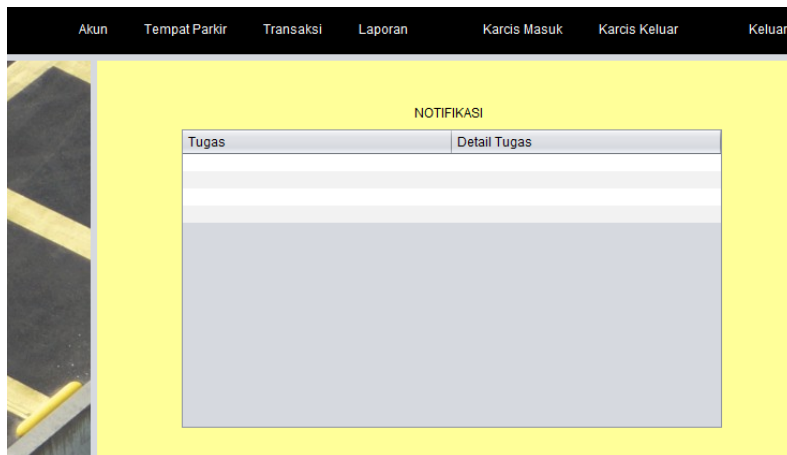 Akun Tempat Parkir Transaksi Laporan Karcis Masuk Karcis Keluar Keluar
NOTIFIKASI
Tugas Detail Tugas